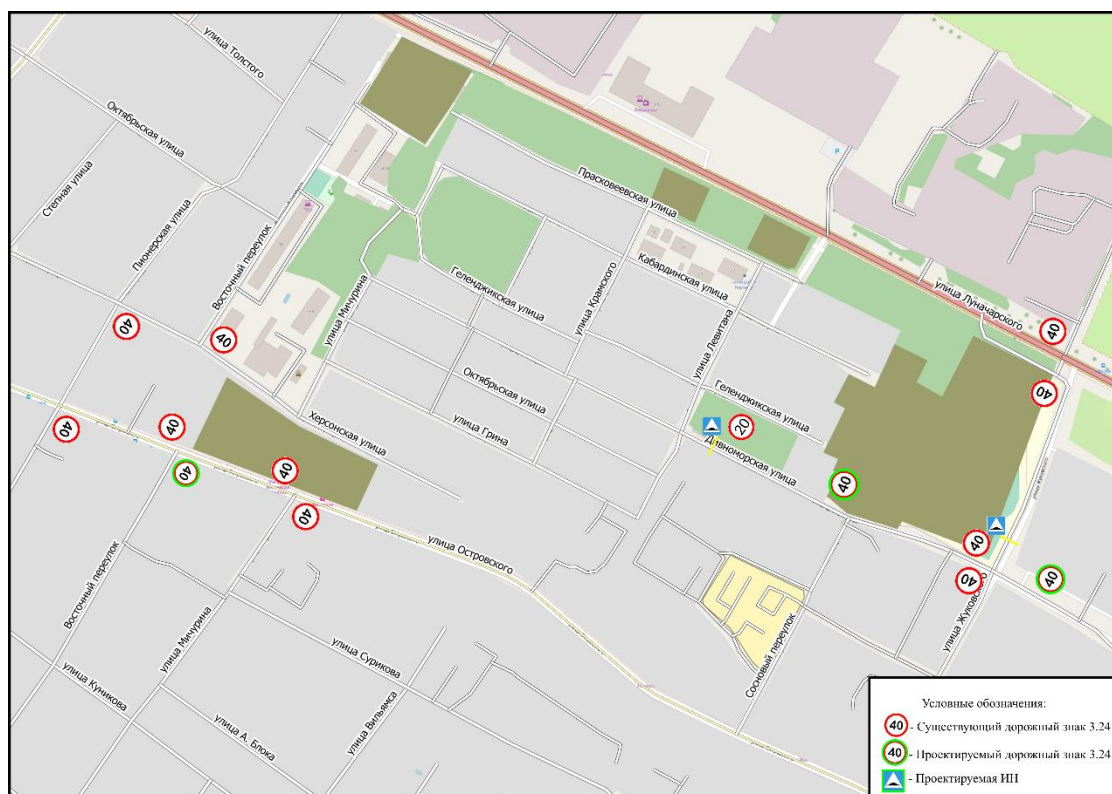 улица Толстого
Октябрьская улица
Степная улица
Пионерская улица
Восточный переулок
улица Мичурина
Прасковеевская улица
Кабардинская улица
Геленджикская улица
улица Крамского
улица Левитана
улица Луначарского
40
40
40
40
40
40
40
40
Октябрьская улица
улица Грина
Херсонская улица
Геленджикская улица
20
Дивноморская улица
40
40
40
40
40
улица Жуковского
улица Островского
Восточный переулок
улица Мичурина
улица Сурикова
улица Куникова
улица А. Блока
улица Вильямса
Сосновый переулок
улица Жуковского
Условные обозначения:
40 - Существующий дорожный знак 3.24
40 - Проектируемый дорожный знак 3.24
- Проектируемая ИН